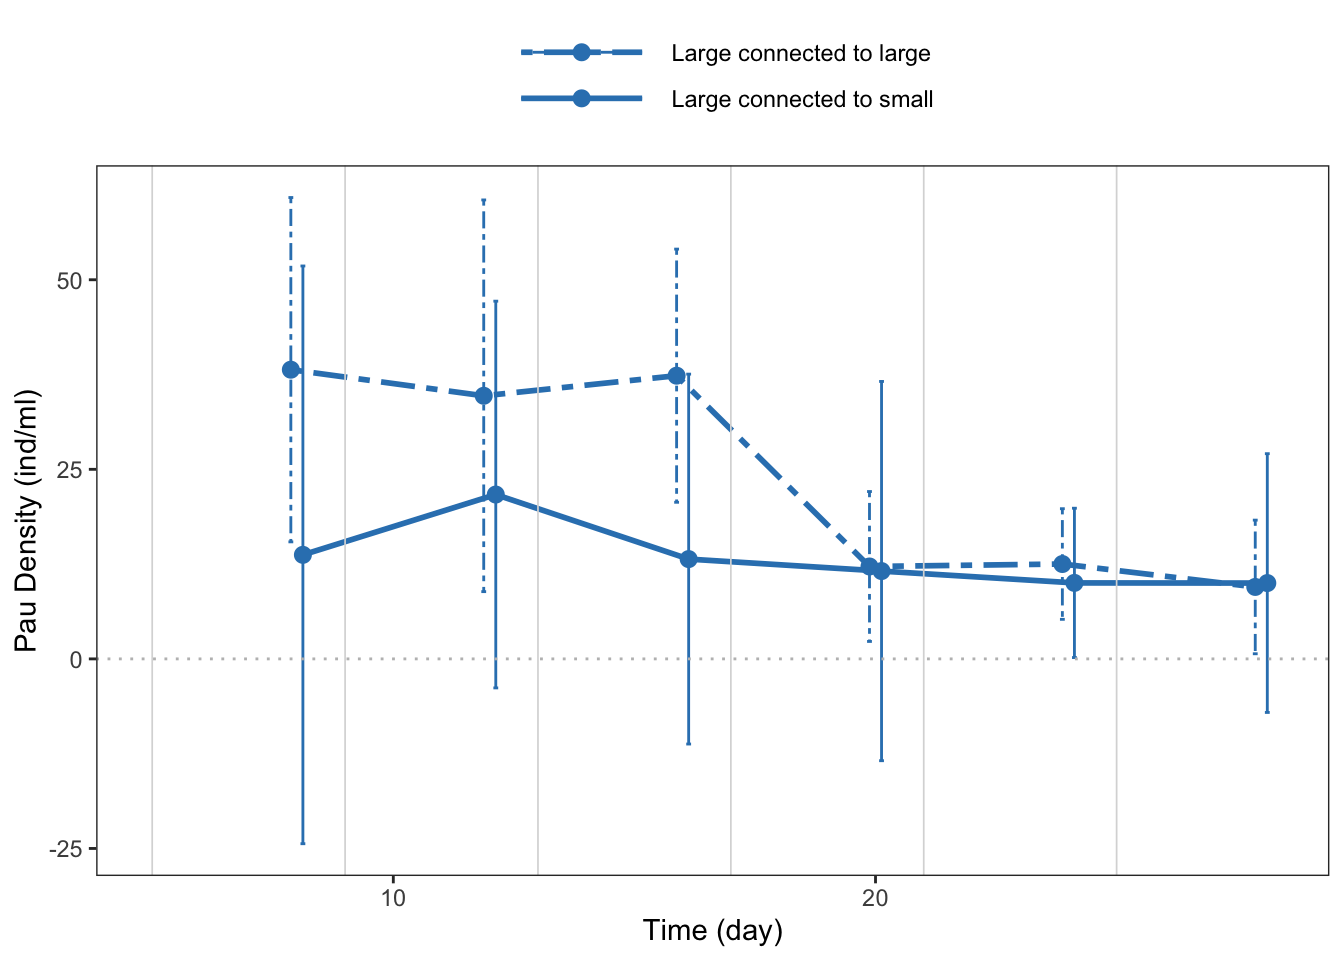 Large connected to large
Large connected to small
50
25
0
-25
Pau Density (ind/ml)
10
20
Time (day)